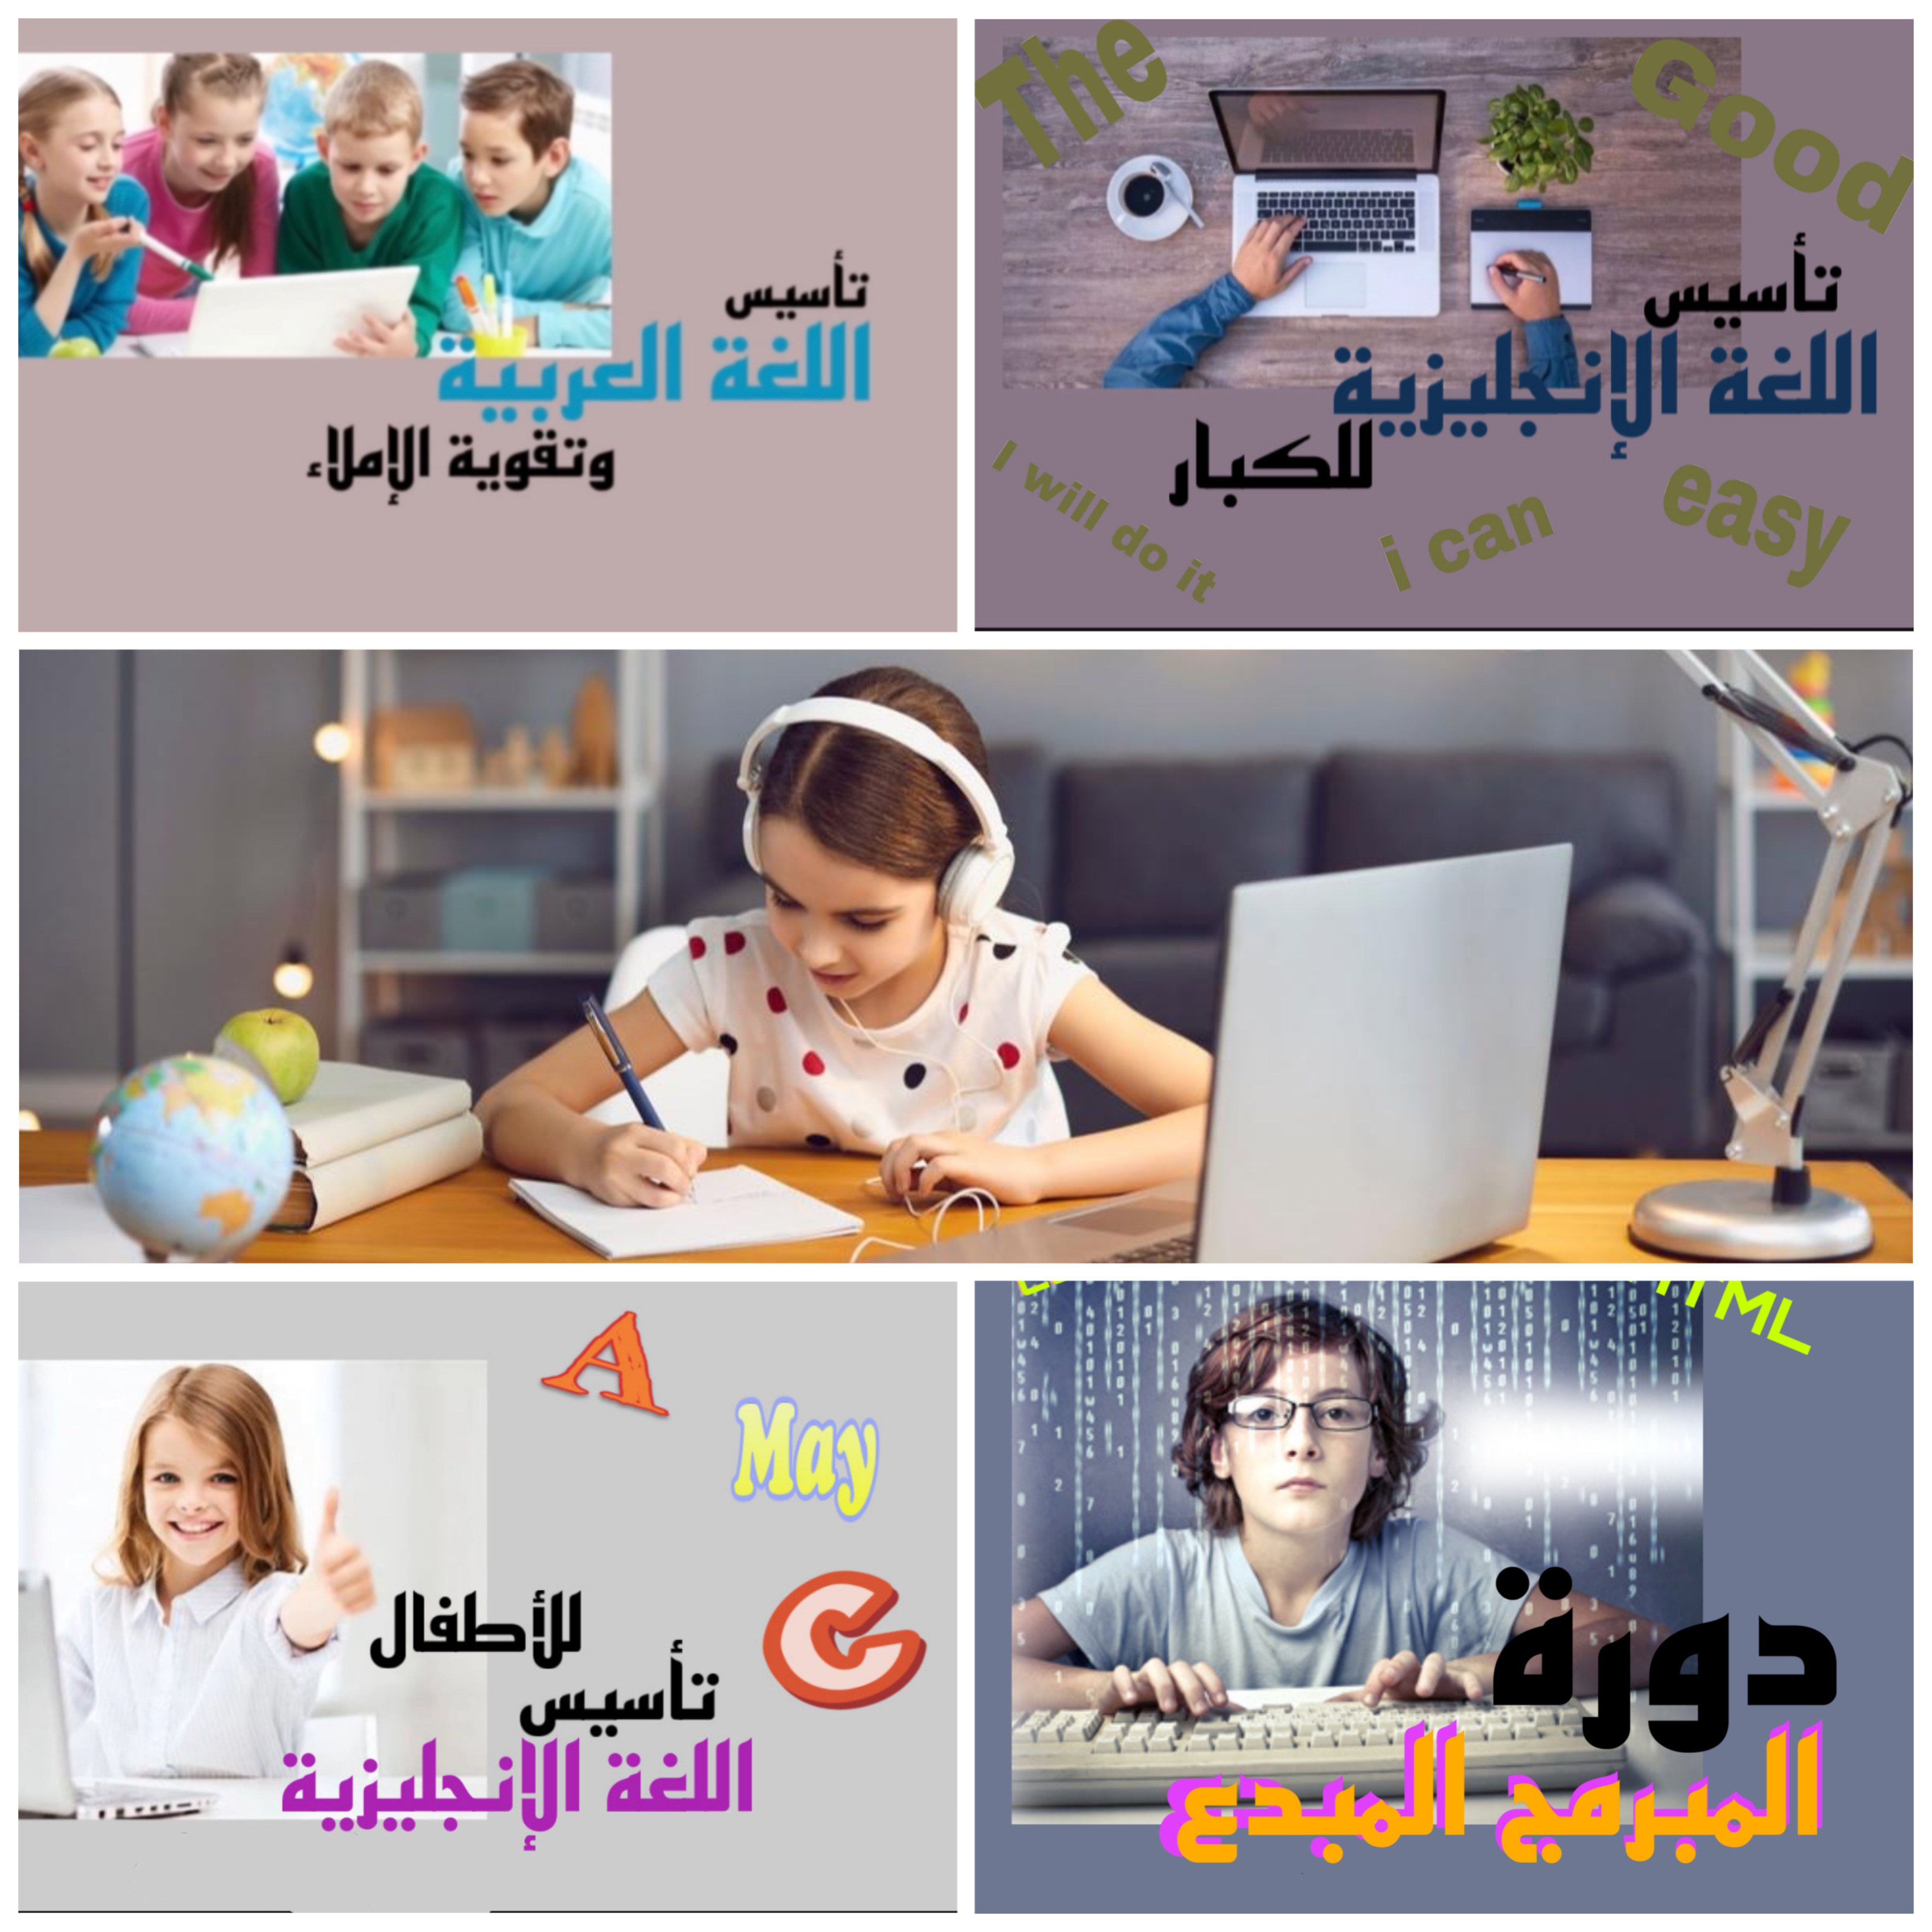 تأسيس
اللغة العربية
وتقوية الإملاء
The
Good
تأسيس
اللغة الإنجليزية
للكبار
I will do it
i can
easy
A
May
C
للأطفال
تأسيس
اللغة الإنجليزية
HTML
دورة
المبرمج المبدع